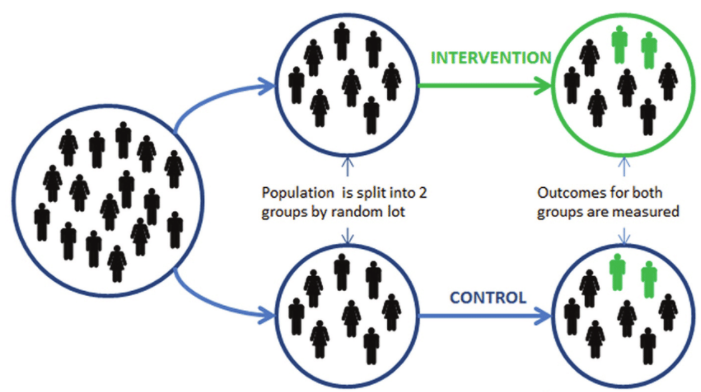 INTERVENTION
Population is split into 2
groups by random lot
Outcomes for both
groups are measured
CONTROL